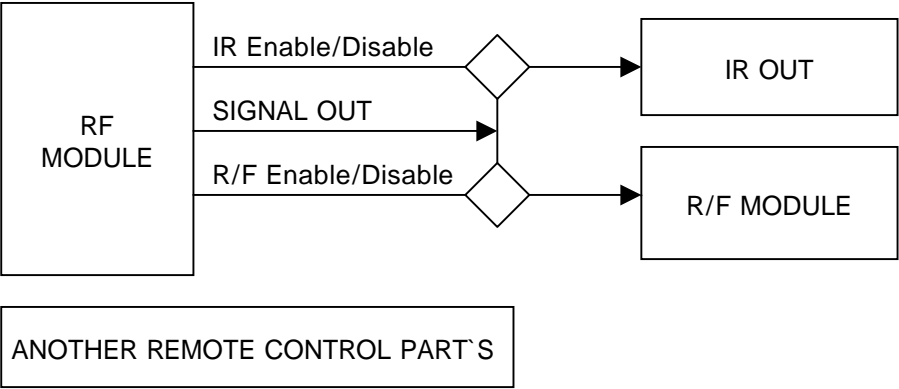 RF
MODULE
IR Enable/Disable
SIGNAL OUT
R/F Enable/Disable
IR OUT
R/F MODULE
ANOTHER REMOTE CONTROL PART`S